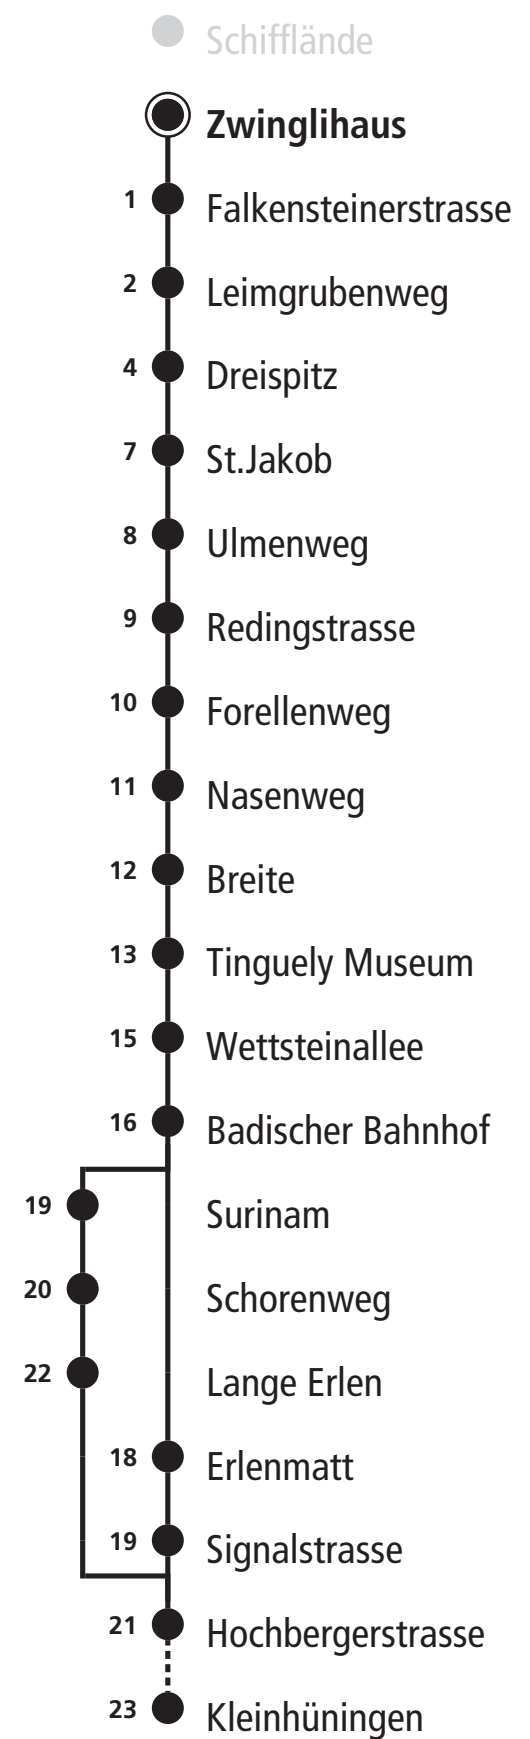 Schifflände
Zwinglihaus
1 Falkensteinerstrasse
2 Leimgrubenweg
4 Dreispitz
7 St.Jakob
8 Ulmenweg
9 Redingstrasse
10 Forellenweg
11 Nasenweg
12 Breite
13 Tinguely Museum
15 Wettsteinallee
16 Badischer Bahnhof
19 Surinam
20 Schorenweg
22 Lange Erlen
18 Erlenmatt
19 Signalstrasse
21 Hochbergerstrasse
23 Kleinhüningen